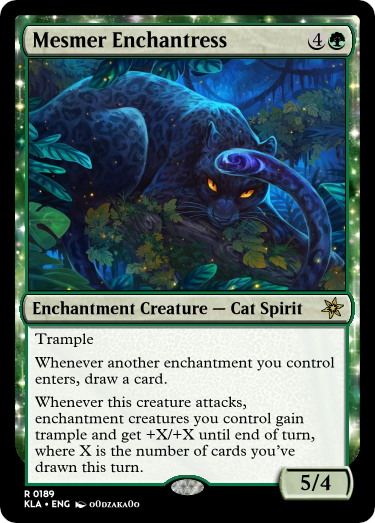 Mesmer Enchantress 4
Enchantment Creature — Cat Spirit
Trample
Whenever another enchantment you control
enters, draw a card.
Whenever this creature attacks,
enchantment creatures you control gain
trample and get +X/+X until end of turn,
where X is the number of cards you've
drawn this turn.
5/4
R 0189
KLA • ENG o0DZAKA0o